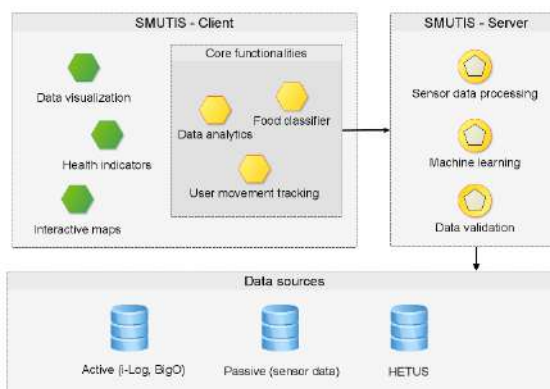 SMUTIS - Client
SMUTIS - Server
Core functionalities
Data visualization
Data analytics
Food classifier
Sensor data processing
Health indicators
Machine learning
User movement tracking
Interactive maps
Data validation
Data sources
Active (i-Log, BigO)
Passive (sensor data)
HETUS